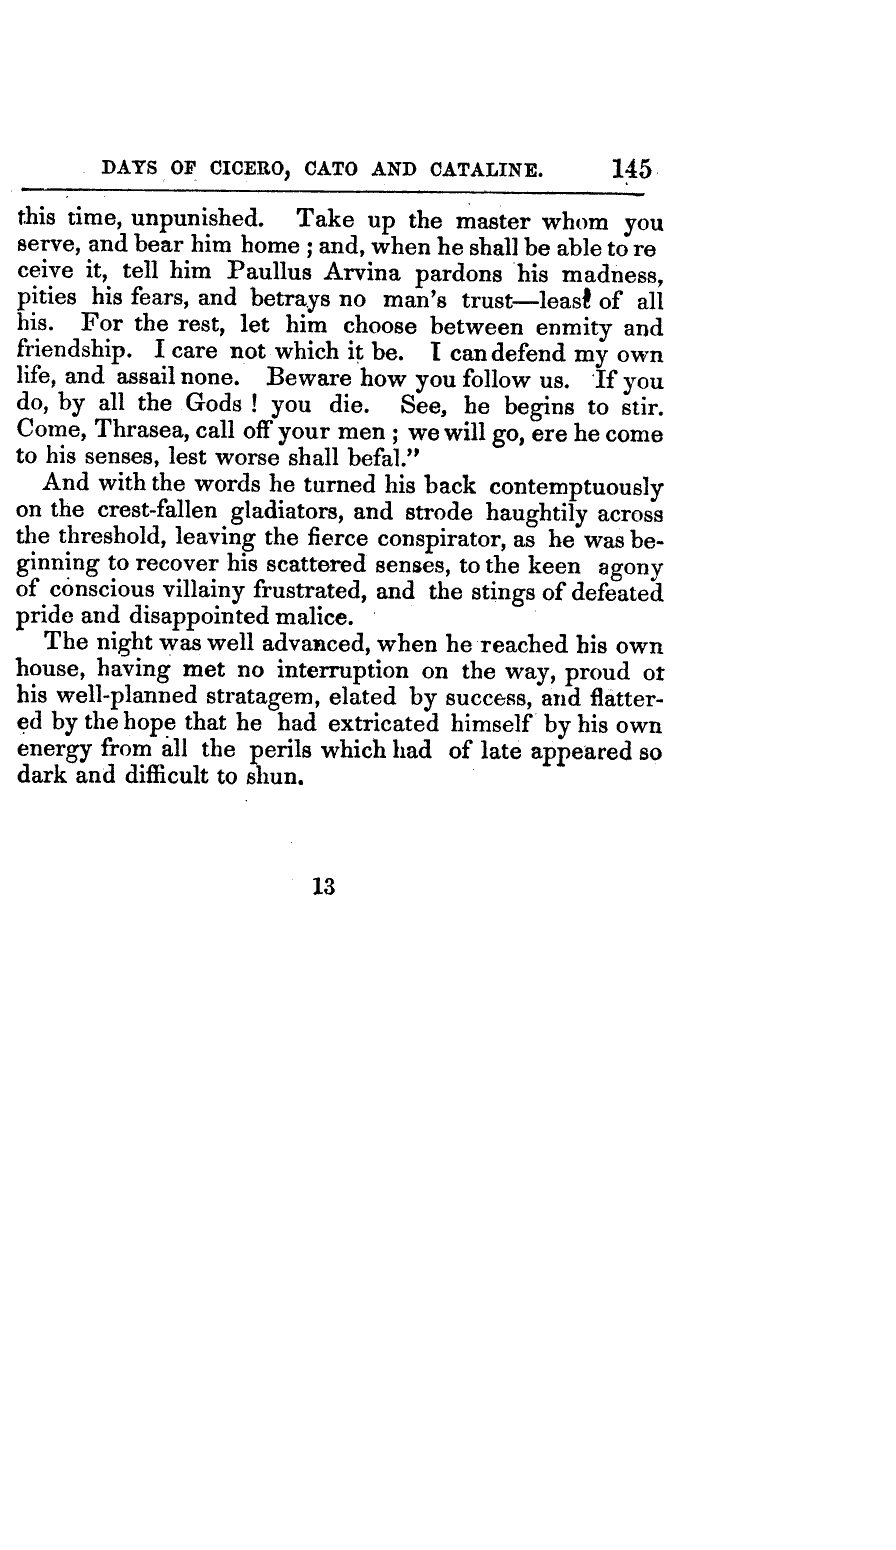 DAYS OF CICERO, CATO AND CATALINE. 145
this time, unpunished. Take up the master whom you
serve, and bear him home ; and, when he shall be able to re
ceive it, tell him Paullus Arvina pardons his madness,
pities his fears, and betrays no man's trust—least of all
his. For the rest, let him choose between enmity and
friendship. I care not which it be. I can defend my own
life, and assail none. Beware how you follow us. If you
do, by all the Gods ! you die. See, he begins to stir.
Come, Thrasea, call off your men ; we will go, ere he come
to his senses, lest worse shall befal."
And with the words he turned his back contemptuously
on the crest-fallen gladiators, and strode haughtily across
the threshold, leaving the fierce conspirator, as he was be-
ginning to recover his scattered senses, to the keen agony
of conscious villainy frustrated, and the stings of defeated
pride and disappointed malice.
The night was well advanced, when he reached his own
house, having met no interruption on the way, proud of
his well-planned stratagem, elated by success, and flatter-
ed by the hope that he had extricated himself by his own
energy from all the perils which had of late appeared so
dark and difficult to shun.
13